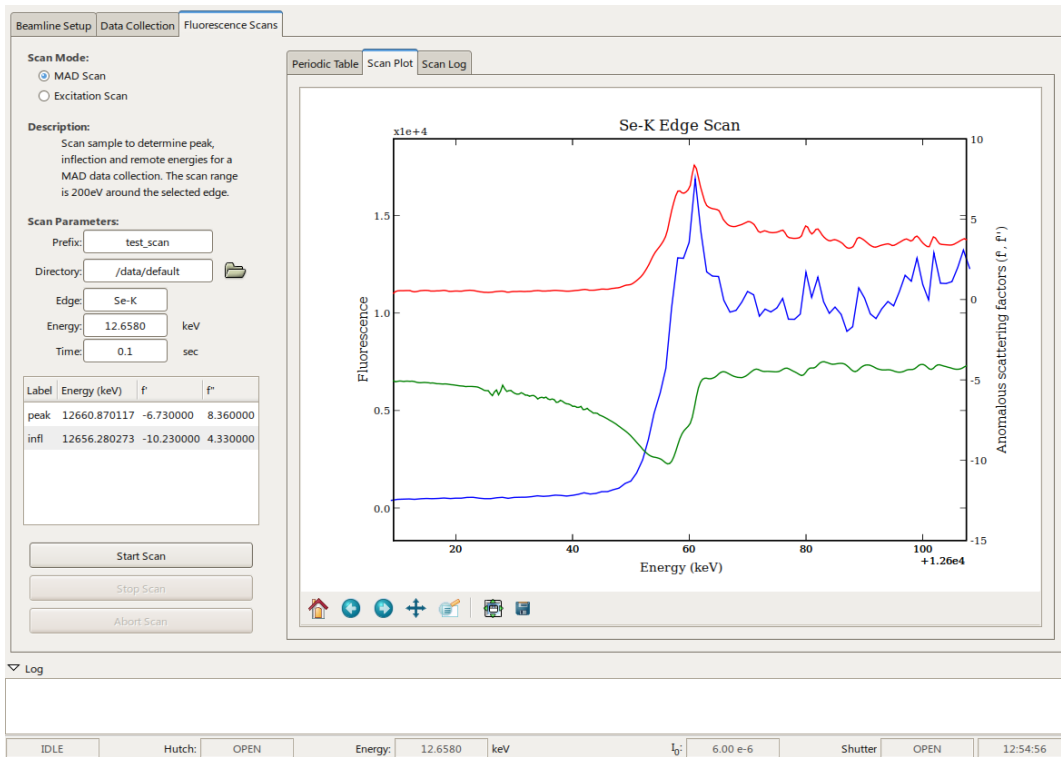 Beamline Setup Data Collection Fluorescence Scans
Scan Mode:
MAD Scan
Excitation Scan
Description:
Scan sample to determine peak,
inflection and remote energies for a
MAD data collection. The scan range
is 200eV around the selected edge.
Scan Parameters:
Prefix: test_scan
Directory: /data/default
Edge: Se-K
Energy: 12.6580 keV
Time: 0.1 sec
Label Energy (keV) f' f''
peak 12660.870117 -6.730000 8.360000
infl 12656.280273 -10.230000 4.330000
Start Scan
Stop Scan
Abort Scan
Periodic Table Scan Plot Scan Log
Se-K Edge Scan
x1e+4
1.5
1.0
0.5
0.0
Fluorescence
10
5
0
-5
-10
-15
Anomalous scattering factors (f', f'')
20 40 60 80 100
+1.26e4
Energy (keV)
Log
IDLE Hutch: OPEN Energy: 12.6580 keV I0: 6.00 e-6 Shutter OPEN 12:54:56